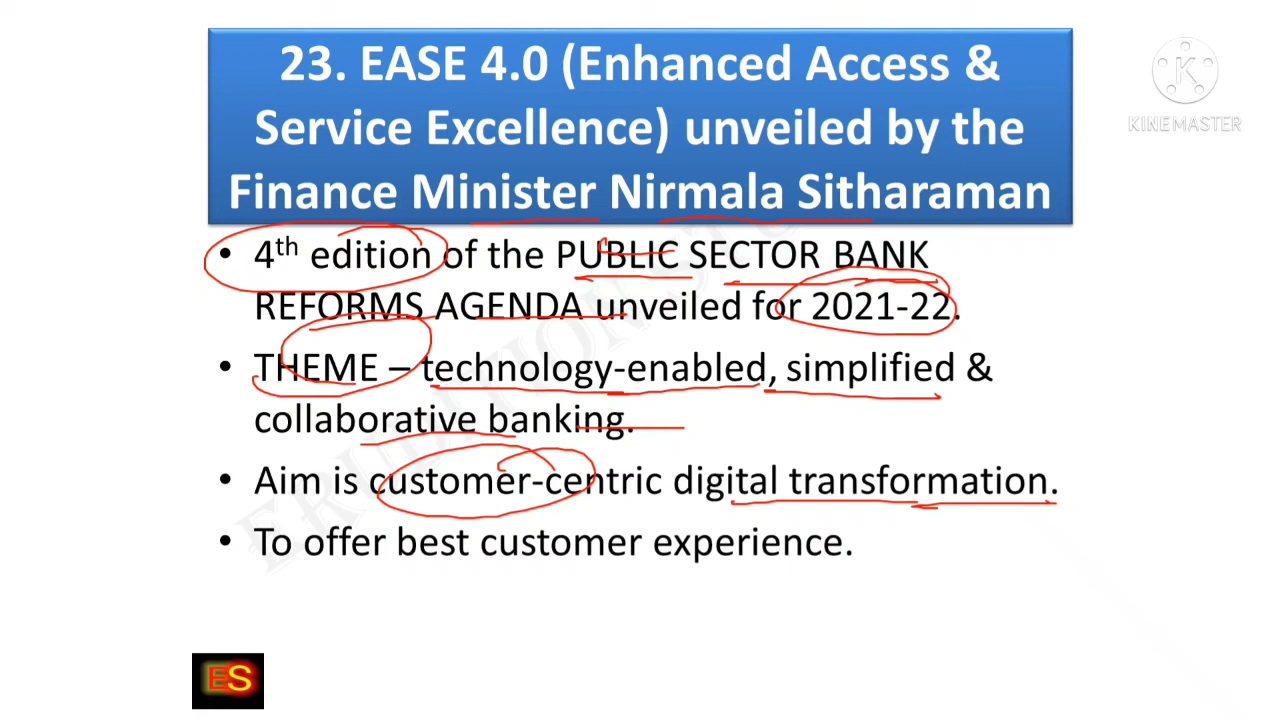 23. EASE 4.0 (Enhanced Access &
Service Excellence) unveiled by the
Finance Minister Nirmala Sitharaman
K
KINEMASTER
• 4th edition of the PUBLIC SECTOR BANK
REFORMS AGENDA unveiled for 2021-22.
• THEME – technology-enabled, simplified &
collaborative banking.
• Aim is customer-centric digital transformation.
• To offer best customer experience.
ES